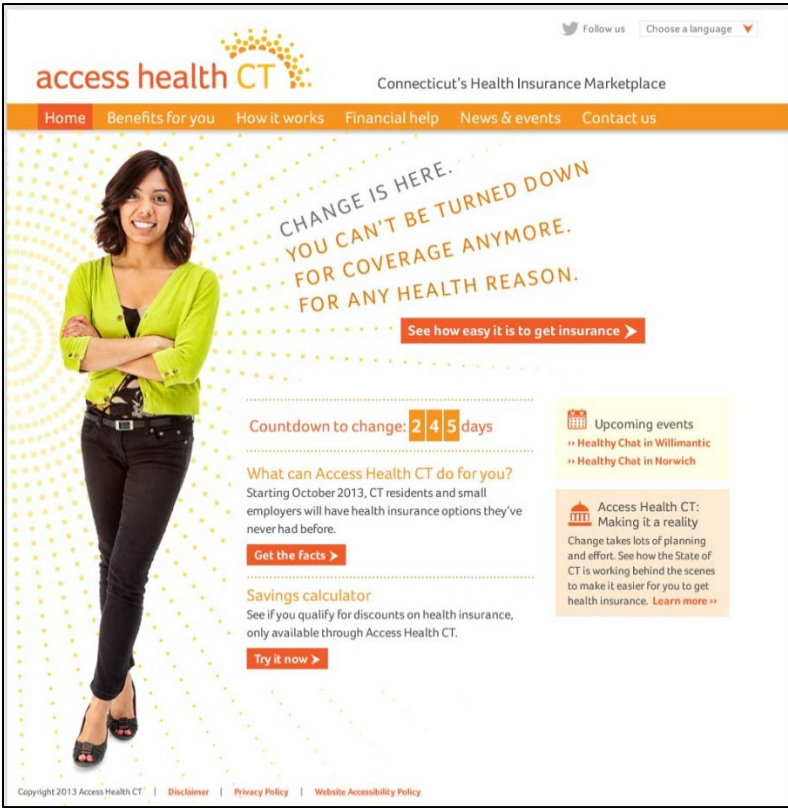 Follow us
Choose a language
access health CT
Connecticut's Health Insurance Marketplace
Home Benefits for you How it works Financial help News & events Contact us
CHANGE IS HERE.
YOU CAN'T BE TURNED DOWN
FOR COVERAGE ANYMORE.
FOR ANY HEALTH REASON.
See how easy it is to get insurance
Countdown to change: 245 days
What can Access Health CT do for you?
Starting October 2013, CT residents and small
employers will have health insurance options they've
never had before.
Get the facts
Savings calculator
See if you qualify for discounts on health insurance,
only available through Access Health CT.
Try it now
Upcoming events
›› Healthy Chat in Willimantic
›› Healthy Chat in Norwich
Access Health CT:
Making it a reality
Change takes lots of planning
and effort. See how the State of
CT is working behind the scenes
to make it easier for you to get
health insurance. Learn more ››
Copyright 2013 Access Health CT | Disclaimer | Privacy Policy | Website Accessibility Policy